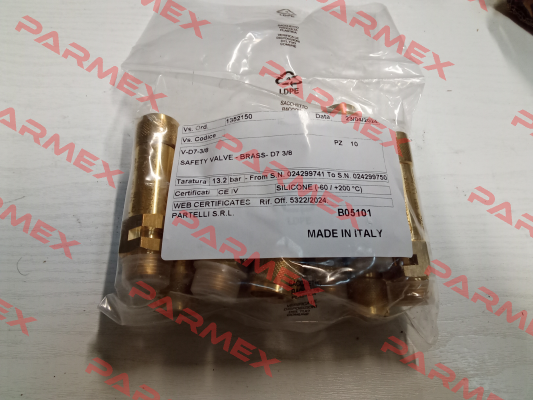 LDPE
Vs. Ord. 1352150 Data
Vs. Codice
V-D7-3/8 PZ 10
SAFETY VALVE - BRASS- D7 3/8
Taratura 13.2 bar - From S.N. 024299741 To S.N. 024299750
Certificati CE V SILICONE (-60 / +200 °C)
WEB CERTIFICATES Rif. Off. 5322/2024
PARTELLI S.R.L. B05101
MADE IN ITALY
PARMEX
PARMEX
PARMEX
PARMEX
PARMEX
PARMEX
PARMEX
PARMEX